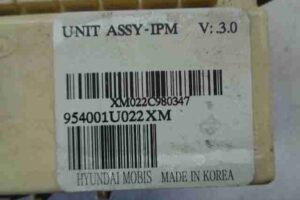 UNIT ASSY-IPM V:.3.0
XM022C980347
954001U022XM
HYUNDAI MOBIS MADE IN KOREA